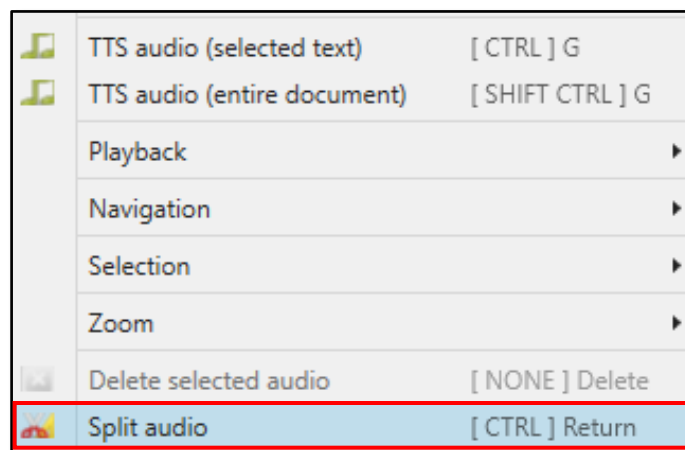 TTS audio (selected text) [ CTRL ] G
TTS audio (entire document) [ SHIFT CTRL ] G
Playback
Navigation
Selection
Zoom
Delete selected audio [ NONE ] Delete
Split audio [ CTRL ] Return